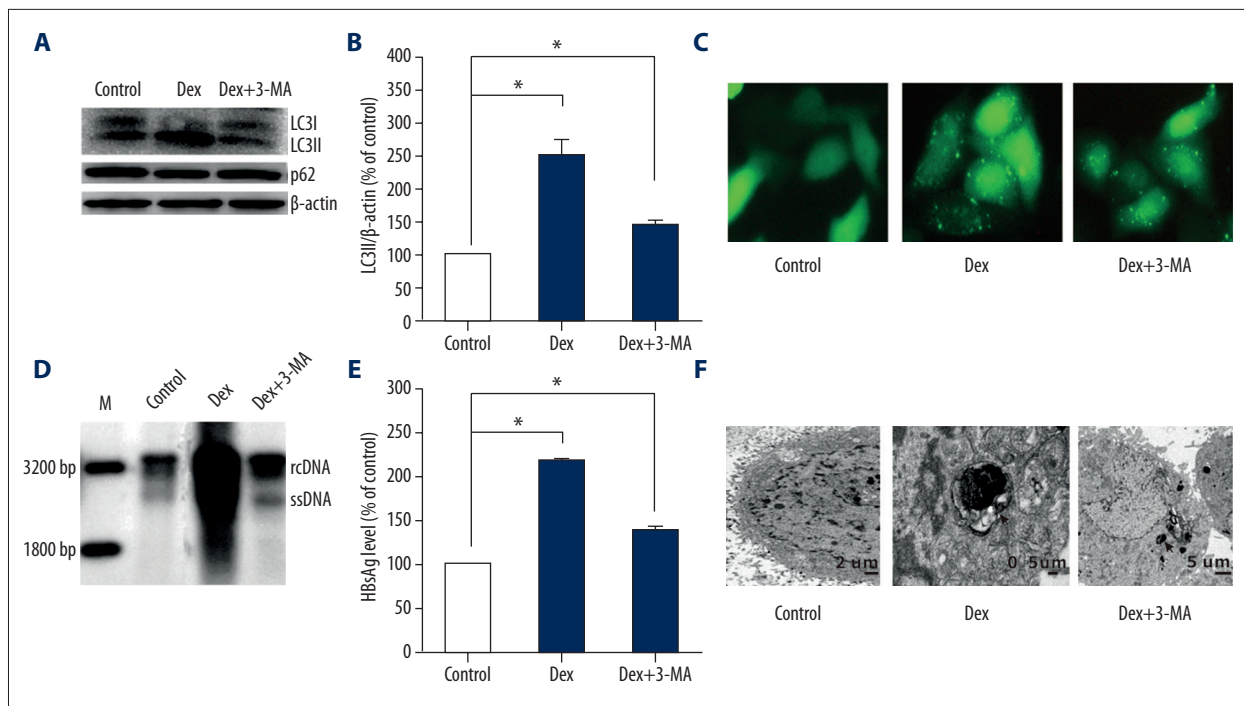 A
Control Dex Dex+3-MA
LC3I
LC3II
p62
β-actin
B
LC3II/β-actin (% of control)
400
350
300
250
200
150
100
50
0
*
*
Control Dex Dex+3-MA
C
Control Dex Dex+3-MA
D
M Control Dex Dex+3-MA
3200 bp
1800 bp
rcDNA
ssDNA
E
HBsAg level (% of control)
300
250
200
150
100
50
0
*
*
Control Dex Dex+3-MA
F
2 um
0 5um
5 um
Control Dex Dex+3-MA